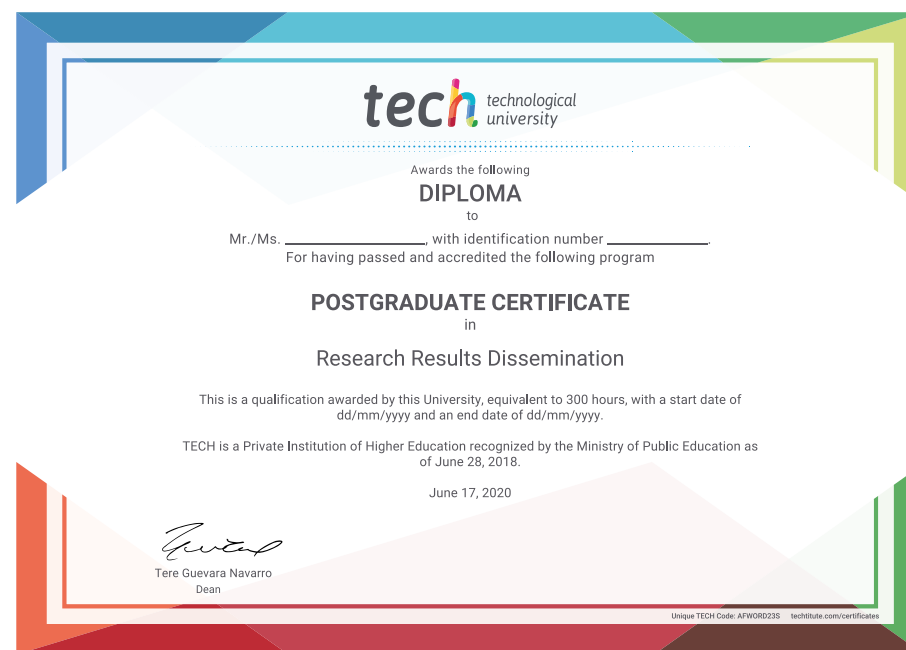 tech technological
university
Awards the following
DIPLOMA
to
Mr./Ms. ____________, with identification number _________.
For having passed and accredited the following program
POSTGRADUATE CERTIFICATE
in
Research Results Dissemination
This is a qualification awarded by this University, equivalent to 300 hours, with a start date of
dd/mm/yyyy and an end date of dd/mm/yyyy.
TECH is a Private Institution of Higher Education recognized by the Ministry of Public Education as
of June 28, 2018.
June 17, 2020
Tere Guevara Navarro
Dean
Unique TECH Code: AFWORD23S techtitute.com/certificates